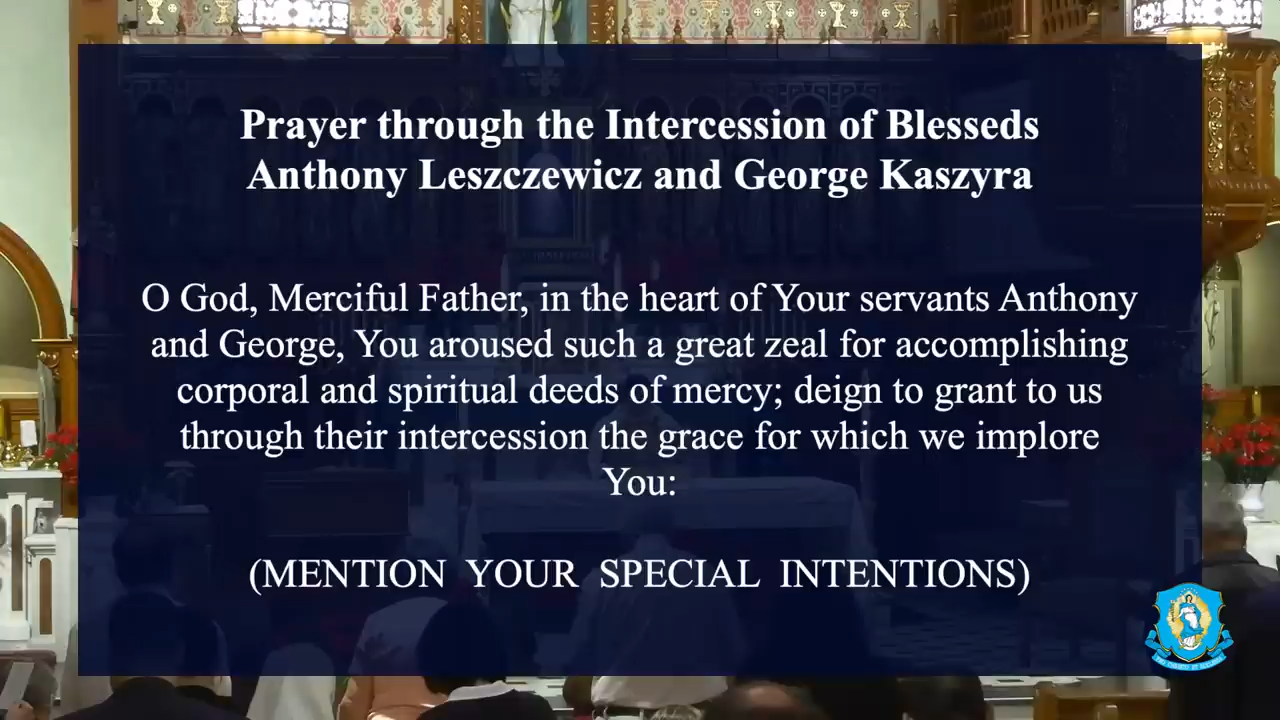 Prayer through the Intercession of Blesseds
Anthony Leszczewicz and George Kaszyra
O God, Merciful Father, in the heart of Your servants Anthony
and George, You aroused such a great zeal for accomplishing
corporal and spiritual deeds of mercy; deign to grant to us
through their intercession the grace for which we implore
You:
(MENTION YOUR SPECIAL INTENTIONS)